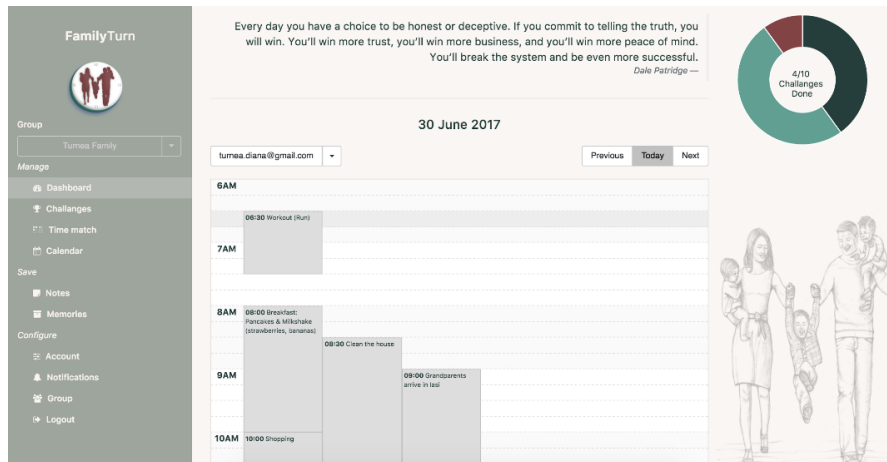 FamilyTurn
Group
Turnea Family
Manage
Dashboard
Challanges
Time match
Calendar
Save
Notes
Memories
Configure
Account
Notifications
Group
Logout
Every day you have a choice to be honest or deceptive. If you commit to telling the truth, you
will win. You'll win more trust, you'll win more business, and you'll win more peace of mind.
You'll break the system and be even more successful.
Dale Patridge —
30 June 2017
turnea.diana@gmail.com
Previous Today Next
6AM
06:30 Workout (Run)
7AM
8AM
08:00 Breakfast:
Pancakes & Milkshake
(strawberries, bananas)
08:30 Clean the house
9AM
09:00 Grandparents
arrive in Iasi
10AM
10:00 Shopping
4/10
Challanges
Done